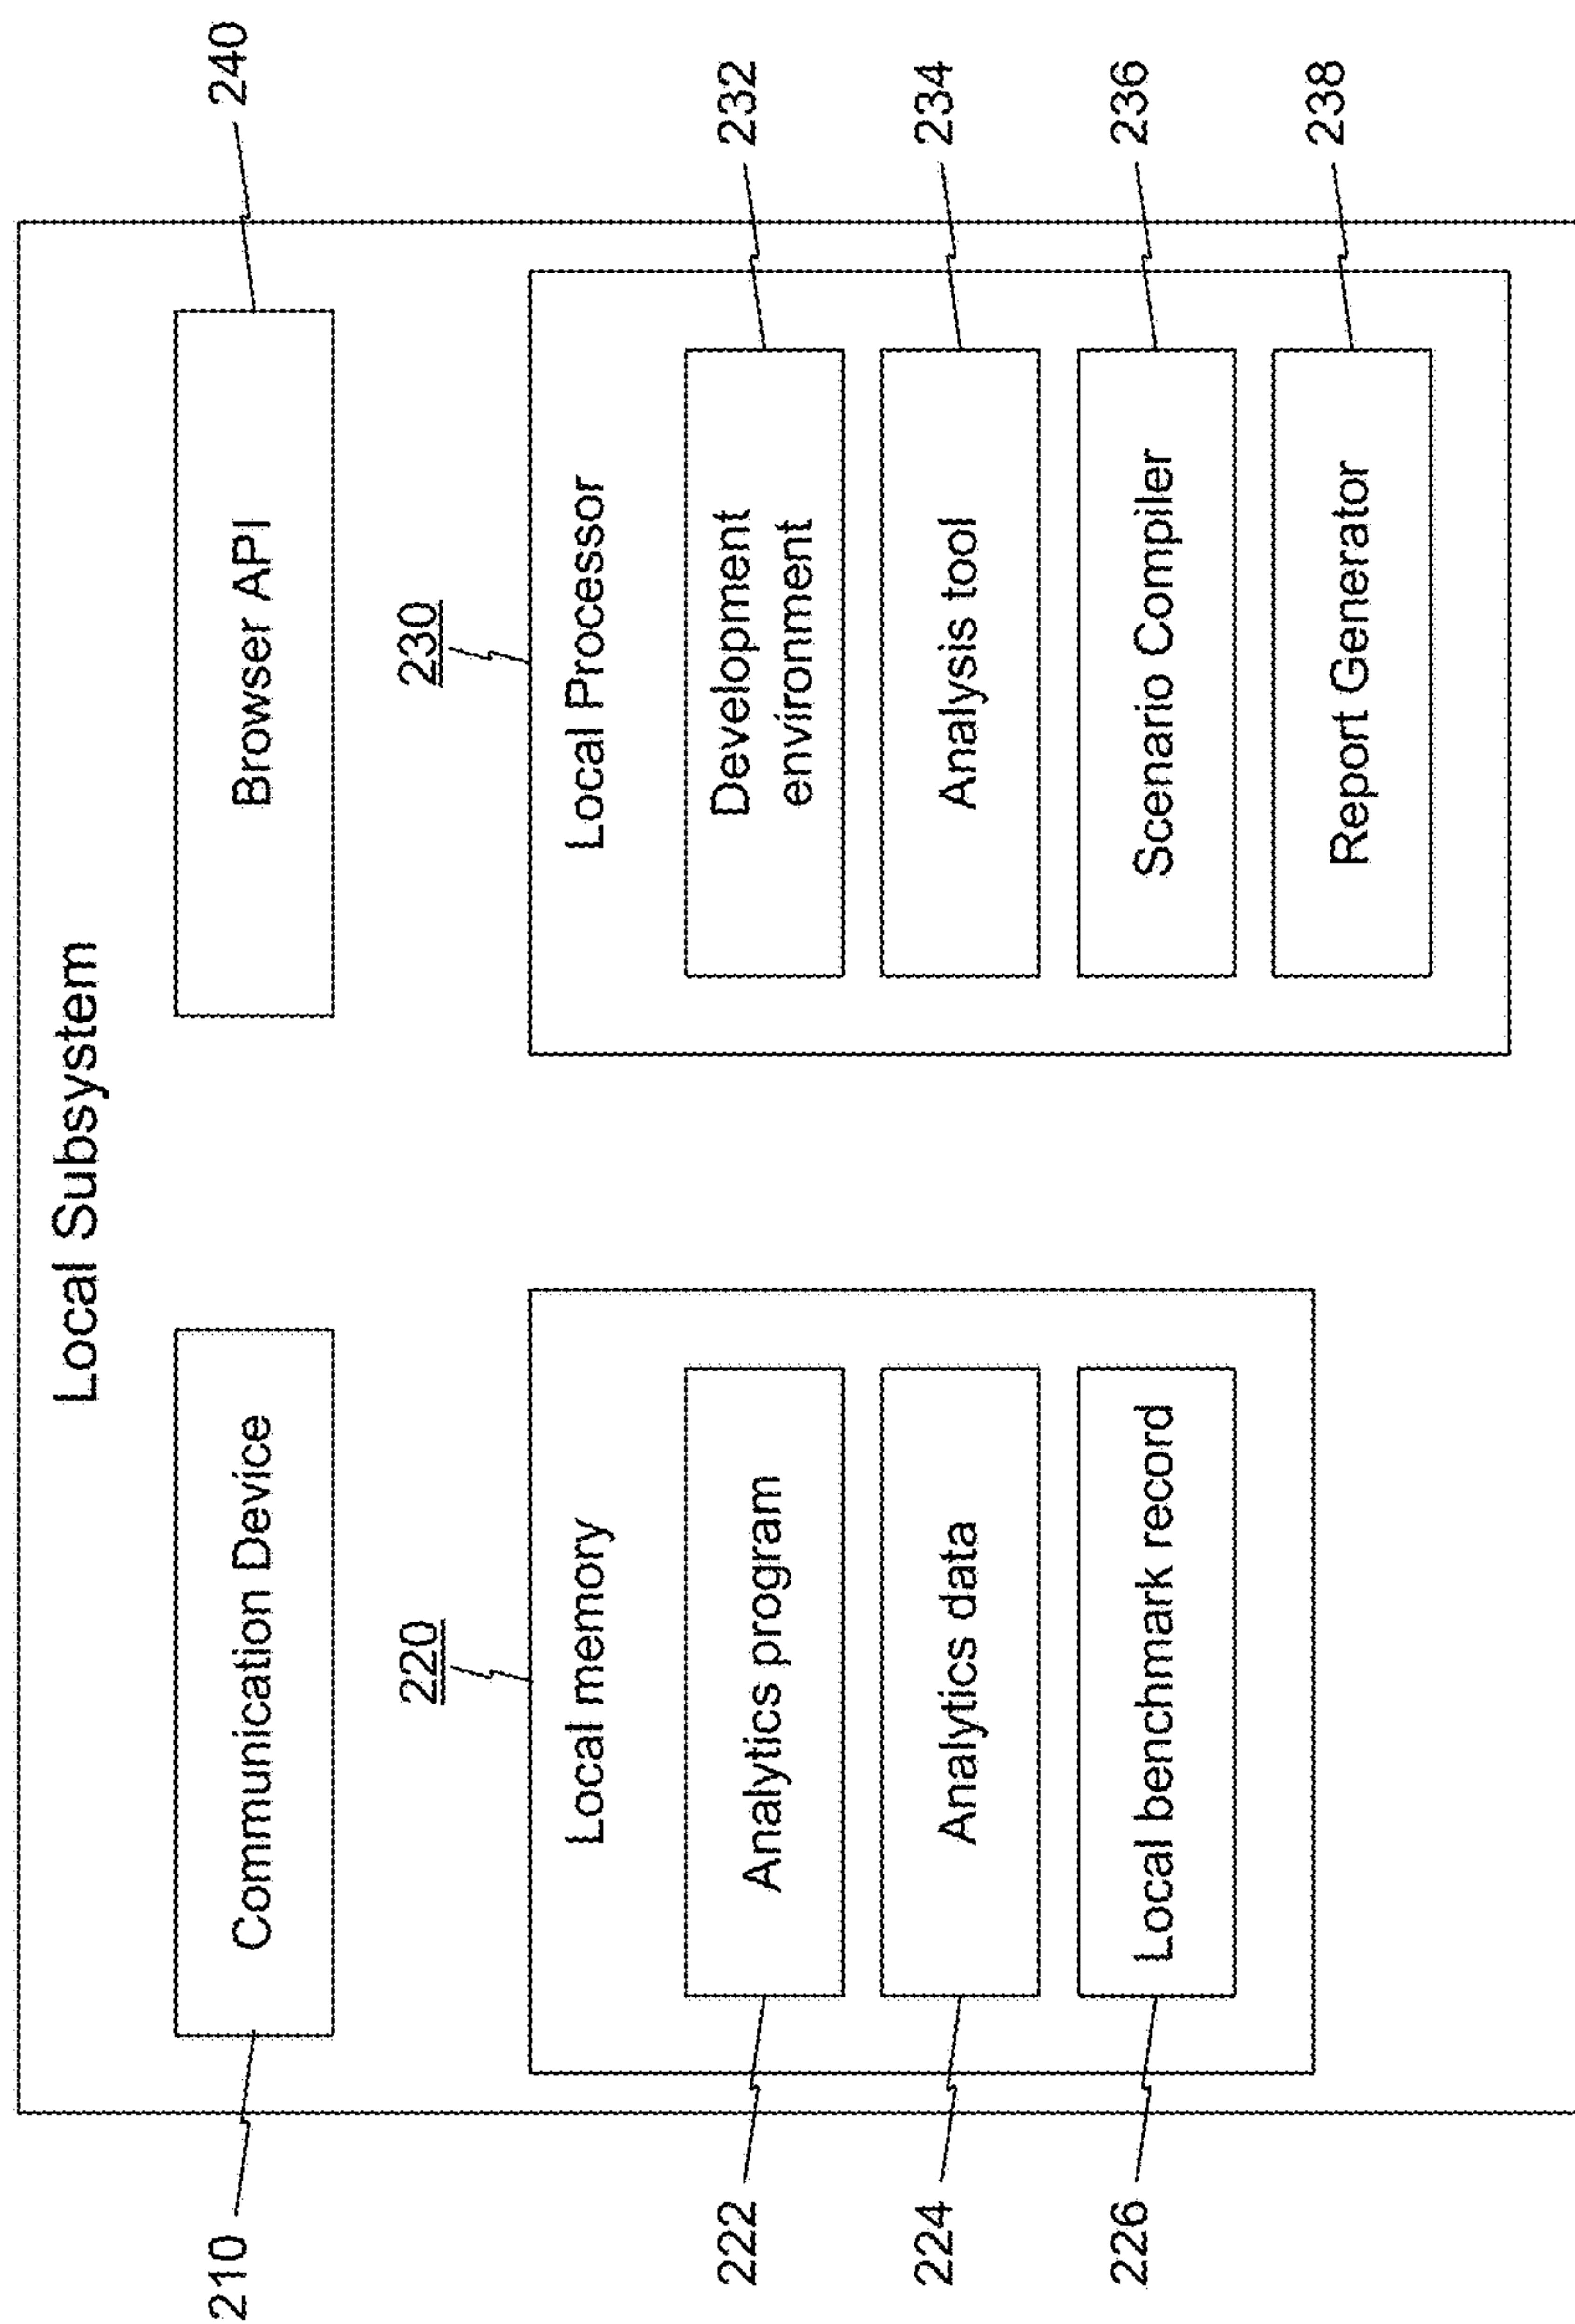 Local Subsystem
210
Communication Device
Browser API
240
220
Local memory
222
Analytics program
224
Analytics data
226
Local benchmark record
230
Local Processor
Development
environment
232
Analysis tool
234
Scenario Compiler
236
Report Generator
238